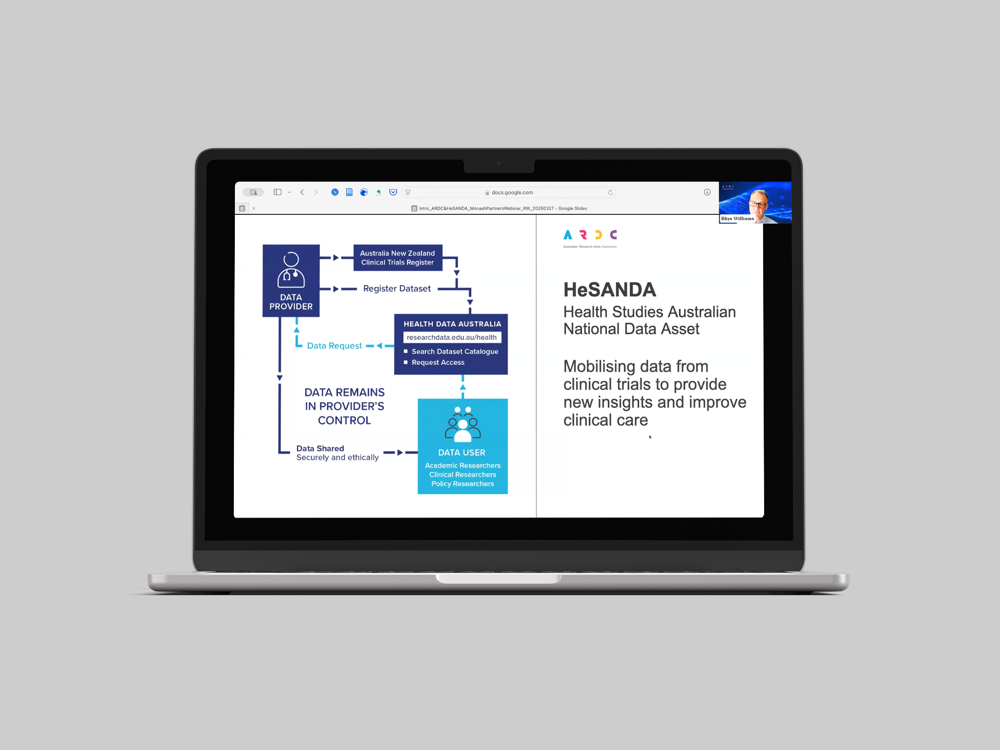 docs.google.com
G
G Intro_ARDC&HeSANDA_MonashPartnersWebinar_RW_20250327 - Google Slides
ARDC
Rhys Williams
Australia New Zealand
Clinical Trials Register
Register Dataset
DATA
PROVIDER
HEALTH DATA AUSTRALIA
researchdata.edu.au/health
Search Dataset Catalogue
Request Access
Data Request
DATA REMAINS
IN PROVIDER'S
CONTROL
Data Shared
Securely and ethically
DATA USER
Academic Researchers
Clinical Researchers
Policy Researchers
ARDC
Australian Research Data Commons
HeSANDA
Health Studies Australian
National Data Asset
Mobilising data from
clinical trials to provide
new insights and improve
clinical care